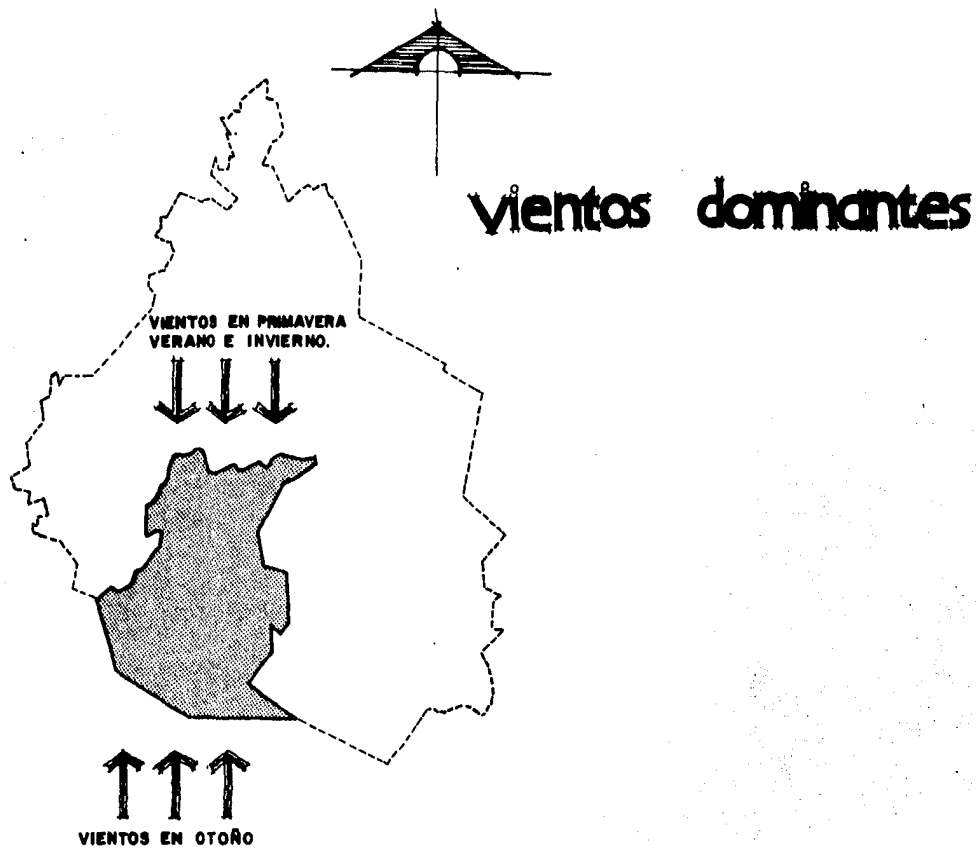 vientos dominantes
VIENTOS EN PRIMAVERA
VERANO E INVIERNO.
VIENTOS EN OTOÑO